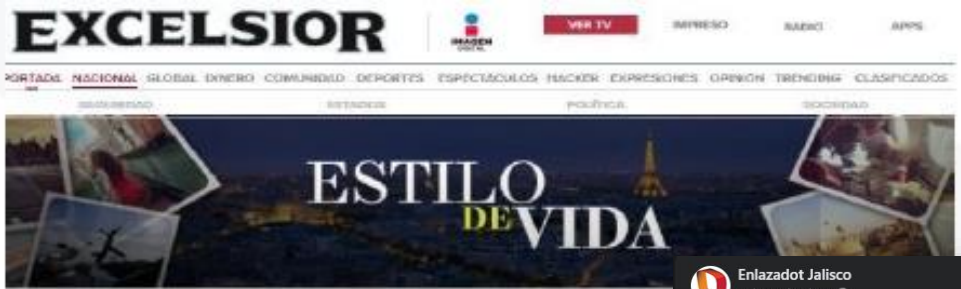 EXCELSIOR
IMAGEN
DIGITAL
VER TV IMPRESO RADIO APPS
PORTADA NACIONAL GLOBAL DINERO COMUNIDAD DEPORTES ESPECTÁCULOS HACKER EXPRESIONES OPINIÓN TRENDING CLASIFICADOS
SEGURIDAD ESTADOS POLÍTICA SOCIEDAD
ESTILO
DE VIDA
Enlazadot Jalisco